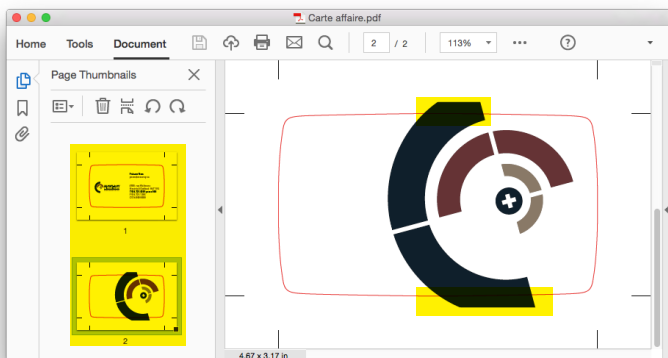 Carte affaire.pdf
Home Tools Document 2 / 2 113%
Page Thumbnails
1
2
4.67 x 3.17 in